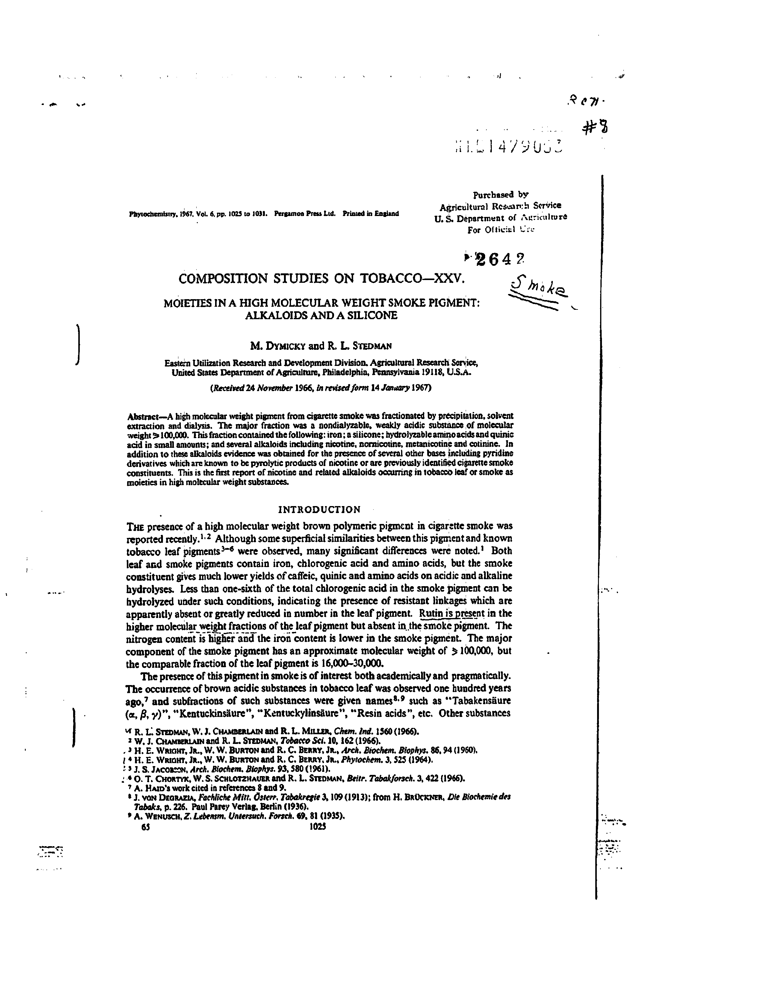 #8
Purchased by
Agricultural Research Service
U. S. Department of Agriculture
For Official Use
Phytochemistry, 1967, Vol. 6, pp. 1025 to 1031. Pergamon Press Ltd. Printed in England
2642
Smoke
COMPOSITION STUDIES ON TOBACCO—XXV.
MOIETIES IN A HIGH MOLECULAR WEIGHT SMOKE PIGMENT:
ALKALOIDS AND A SILICONE
M. DYMICKY and R. L. STEDMAN
Eastern Utilization Research and Development Division, Agricultural Research Service,
United States Department of Agriculture, Philadelphia, Pennsylvania 19118, U.S.A.
(Received 24 November 1966, in revised form 14 January 1967)
Abstract—A high molecular weight pigment from cigarette smoke was fractionated by precipitation, solvent
extraction and dialysis. The major fraction was a nondialyzable, weakly acidic substance of molecular
weight ⩾100,000. This fraction contained the following: iron; a silicone; hydrolyzable amino acids and quinic
acid in small amounts; and several alkaloids including nicotine, nornicotine, metanicotine and cotinine. In
addition to these alkaloids evidence was obtained for the presence of several other bases including pyridine
derivatives which are known to be pyrolytic products of nicotine or are previously identified cigarette smoke
constituents. This is the first report of nicotine and related alkaloids occurring in tobacco leaf or smoke as
moieties in high molecular weight substances.
INTRODUCTION
THE presence of a high molecular weight brown polymeric pigment in cigarette smoke was
reported recently.1,2 Although some superficial similarities between this pigment and known
tobacco leaf pigments3–6 were observed, many significant differences were noted.1 Both
leaf and smoke pigments contain iron, chlorogenic acid and amino acids, but the smoke
constituent gives much lower yields of caffeic, quinic and amino acids on acidic and alkaline
hydrolyses. Less than one-sixth of the total chlorogenic acid in the smoke pigment can be
hydrolyzed under such conditions, indicating the presence of resistant linkages which are
apparently absent or greatly reduced in number in the leaf pigment. Rutin is present in the
higher molecular weight fractions of the leaf pigment but absent in the smoke pigment. The
nitrogen content is higher and the iron content is lower in the smoke pigment. The major
component of the smoke pigment has an approximate molecular weight of ⩾100,000, but
the comparable fraction of the leaf pigment is 16,000–30,000.
The presence of this pigment in smoke is of interest both academically and pragmatically.
The occurrence of brown acidic substances in tobacco leaf was observed one hundred years
ago,7 and subfractions of such substances were given names8,9 such as "Tabakensäure
(α, β, γ)", "Kentuckinsäure", "Kentuckylinsäure", "Resin acids", etc. Other substances
1 R. L. STEDMAN, W. J. CHAMBERLAIN and R. L. MILLER, Chem. Ind. 1560 (1966).
2 W. J. CHAMBERLAIN and R. L. STEDMAN, Tobacco Sci. 10, 162 (1966).
3 H. E. WRIGHT, JR., W. W. BURTON and R. C. BERRY, JR., Arch. Biochem. Biophys. 86, 94 (1960).
4 H. E. WRIGHT, JR., W. W. BURTON and R. C. BERRY, JR., Phytochem. 3, 525 (1964).
5 J. S. JACOBSON, Arch. Biochem. Biophys. 93, 580 (1961).
6 O. T. CHORTYK, W. S. SCHLOTZHAUER and R. L. STEDMAN, Beitr. Tabakforsch. 3, 422 (1966).
7 A. HAID's work cited in references 8 and 9.
8 J. VON DEGRAZIA, Fachliche Mitt. Österr. Tabakregie 3, 109 (1913); from H. BRÜCKNER, Die Biochemie des
Tabaks, p. 226. Paul Parey Verlag, Berlin (1936).
9 A. WENUSCH, Z. Lebensm. Untersuch. Forsch. 69, 81 (1935).
65 1025